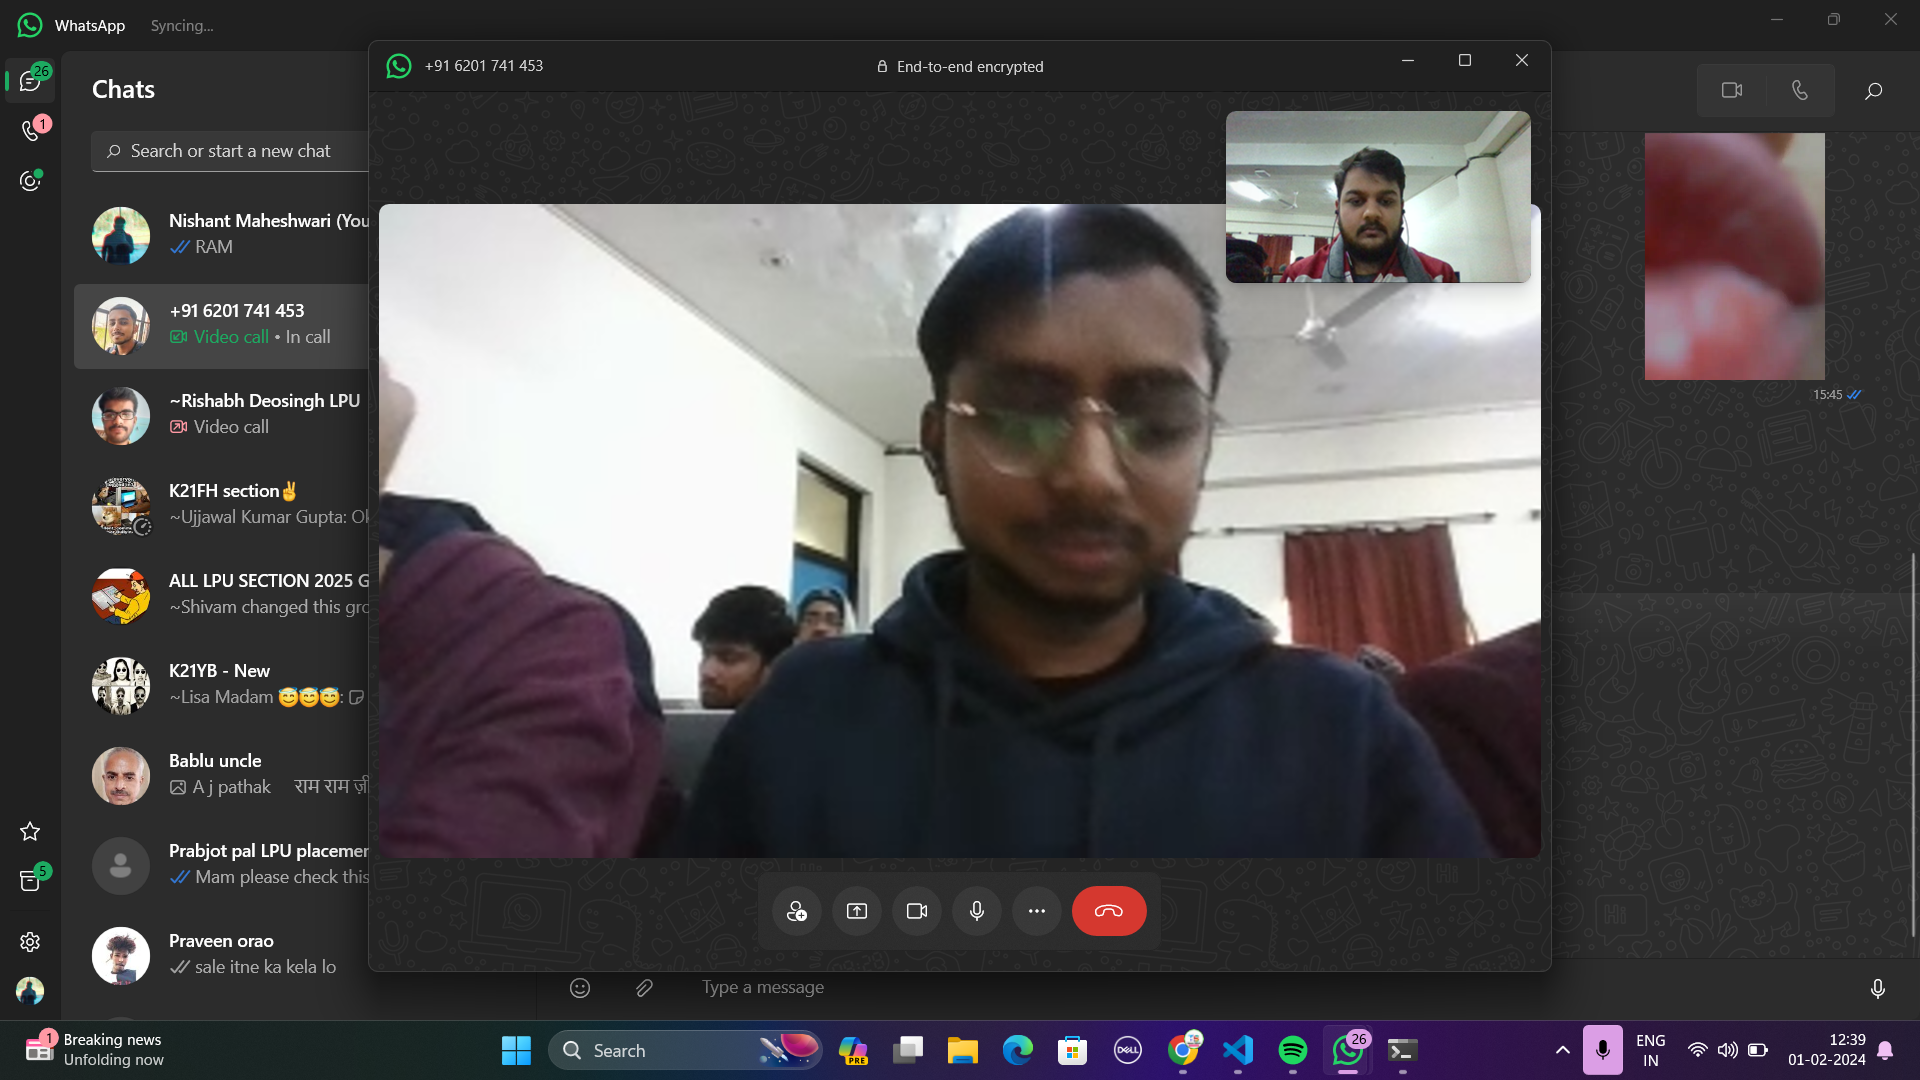 WhatsApp Syncing...
26
1
Chats
Search or start a new chat
Nishant Maheshwari (You
RAM
+91 6201 741 453
Video call • In call
~Rishabh Deosingh LPU
Video call
K21FH section✌
~Ujjawal Kumar Gupta: Ok
ALL LPU SECTION 2025 G
~Shivam changed this gro
K21YB - New
~Lisa Madam 😇😇😇:
Bablu uncle
A j pathak राम राम ज़ी
Prabjot pal LPU placemen
Mam please check this
5
Praveen orao
sale itne ka kela lo
+91 6201 741 453
End-to-end encrypted
15:45
Type a message
1
Breaking news
Unfolding now
Search
PRE
DELL
26
ENG
IN
12:39
01-02-2024